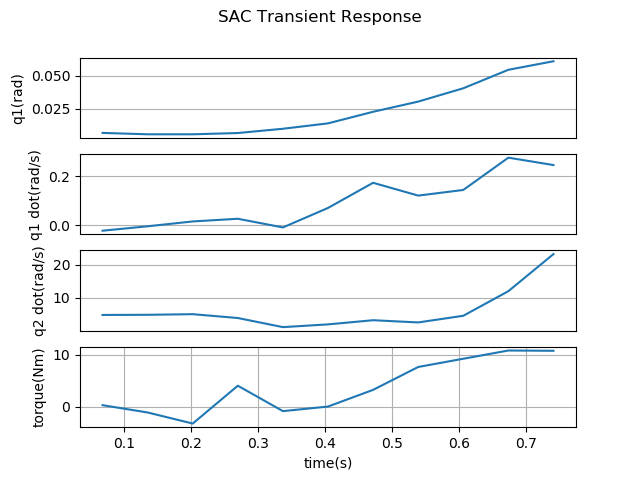 SAC Transient Response
q1(rad)
0.050
0.025
q1 dot(rad/s)
0.2
0.0
q2 dot(rad/s)
20
10
torque(Nm)
10
0
0.1 0.2 0.3 0.4 0.5 0.6 0.7
time(s)